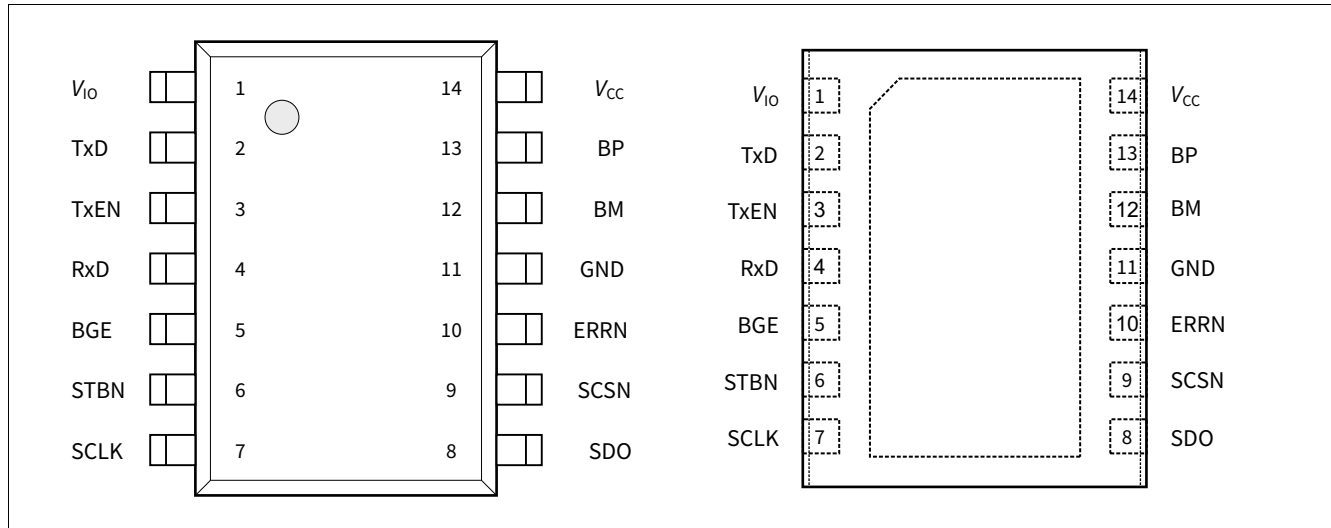 V_IO 1 14 V_CC
TxD 2 13 BP
TxEN 3 12 BM
RxD 4 11 GND
BGE 5 10 ERRN
STBN 6 9 SCSN
SCLK 7 8 SDO
V_IO 1 14 V_CC
TxD 2 13 BP
TxEN 3 12 BM
RxD 4 11 GND
BGE 5 10 ERRN
STBN 6 9 SCSN
SCLK 7 8 SDO